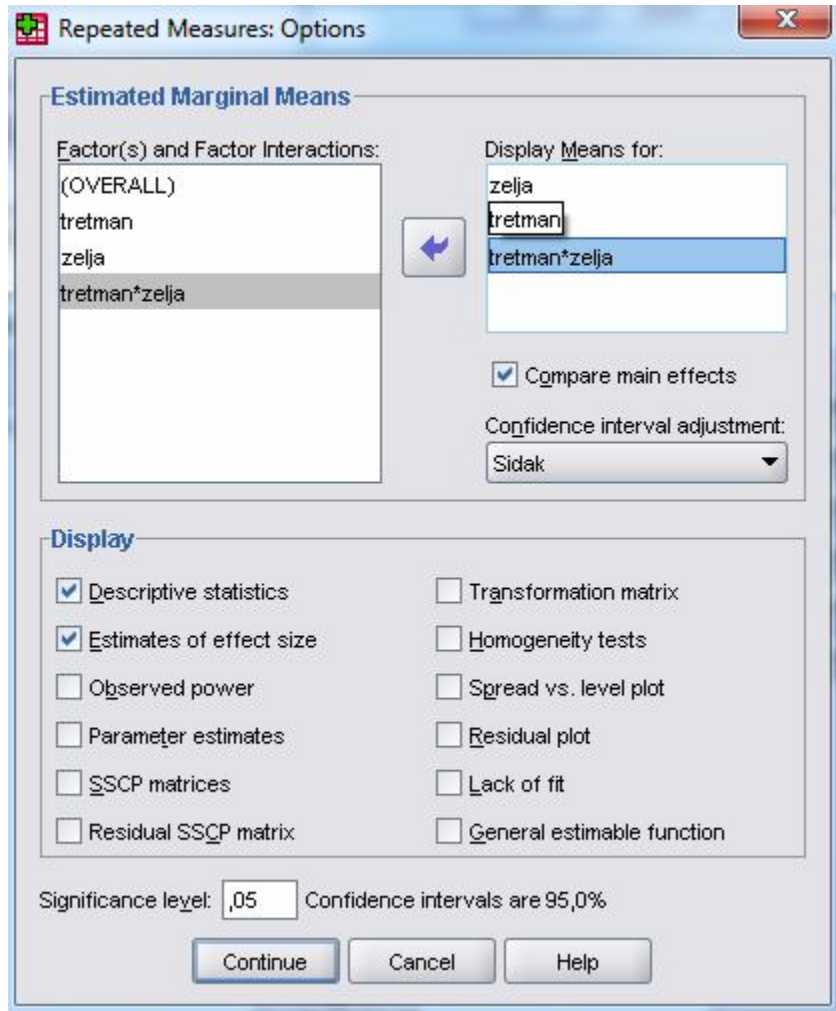 Repeated Measures: Options
Estimated Marginal Means
Factor(s) and Factor Interactions:
(OVERALL)
tretman
zelja
tretman*zelja
Display Means for:
zelja
tretman
tretman*zelja
Compare main effects
Confidence interval adjustment:
Sidak
Display
Descriptive statistics
Estimates of effect size
Observed power
Parameter estimates
SSCP matrices
Residual SSCP matrix
Transformation matrix
Homogeneity tests
Spread vs. level plot
Residual plot
Lack of fit
General estimable function
Significance level: ,05 Confidence intervals are 95,0%
Continue Cancel Help